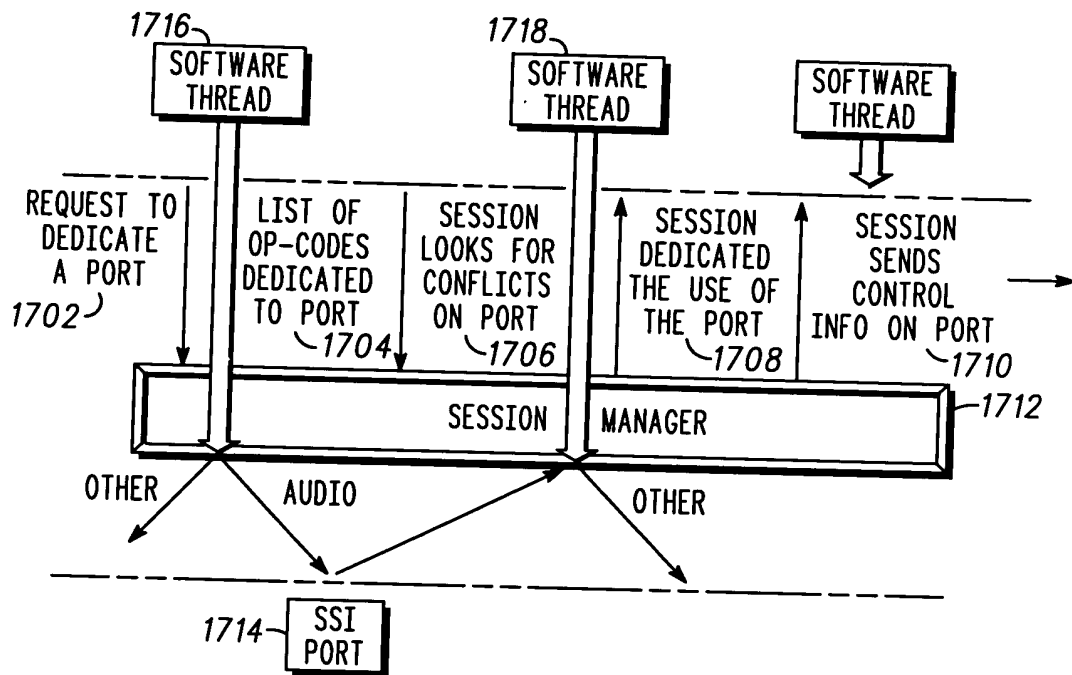 1716
SOFTWARE
THREAD
1718
SOFTWARE
THREAD
SOFTWARE
THREAD
REQUEST TO
DEDICATE
A PORT
1702
LIST OF
OP-CODES
DEDICATED
TO PORT
1704
SESSION
LOOKS FOR
CONFLICTS
ON PORT
1706
SESSION
DEDICATED
THE USE OF
THE PORT
1708
SESSION
SENDS
CONTROL
INFO ON PORT
1710
SESSION MANAGER
1712
OTHER
AUDIO
OTHER
1714
SSI
PORT